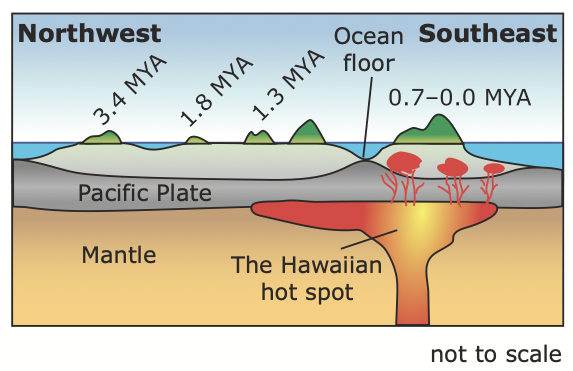 Northwest
Southeast
Ocean
floor
3.4 MYA
1.8 MYA
1.3 MYA
0.7–0.0 MYA
Pacific Plate
Mantle
The Hawaiian
hot spot
not to scale